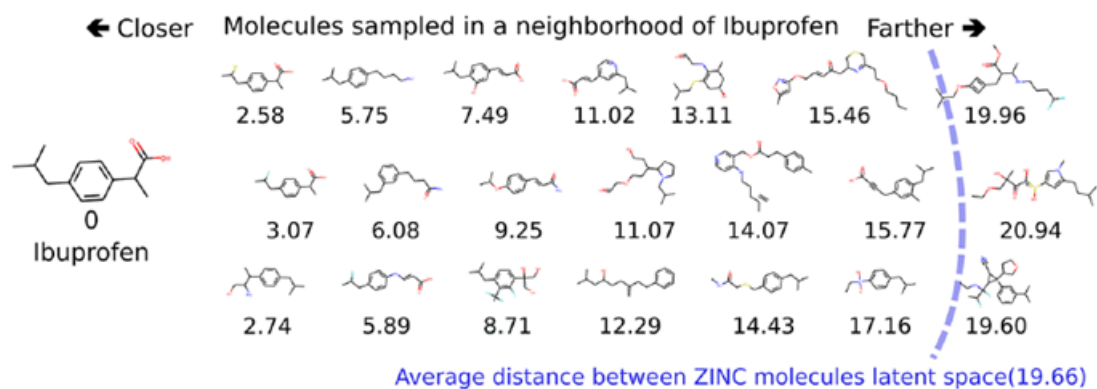 ← Closer Molecules sampled in a neighborhood of Ibuprofen Farther →
2.58 5.75 7.49 11.02 13.11 15.46 19.96
0
Ibuprofen
3.07 6.08 9.25 11.07 14.07 15.77 20.94
2.74 5.89 8.71 12.29 14.43 17.16 19.60
Average distance between ZINC molecules latent space(19.66)